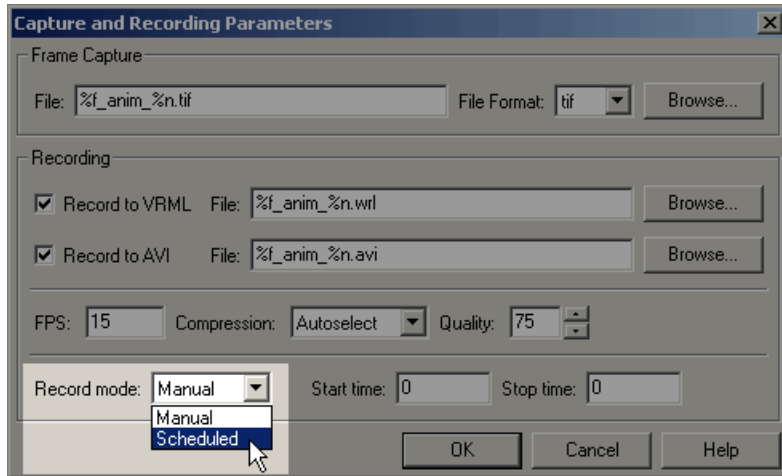 Capture and Recording Parameters
Frame Capture
File: %f_anim_%n.tif File Format: tif Browse...
Recording
Record to VRML File: %f_anim_%n.wrl Browse...
Record to AVI File: %f_anim_%n.avi Browse...
FPS: 15 Compression: Autoselect Quality: 75
Record mode: Manual Start time: 0 Stop time: 0
Manual
Scheduled
OK Cancel Help